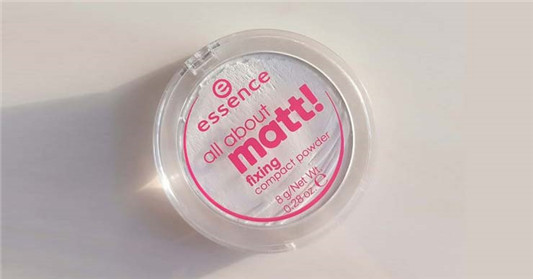 e
essence
all about
matt!
fixing
compact powder
8 g/Net Wt.
0.28 oz ℮